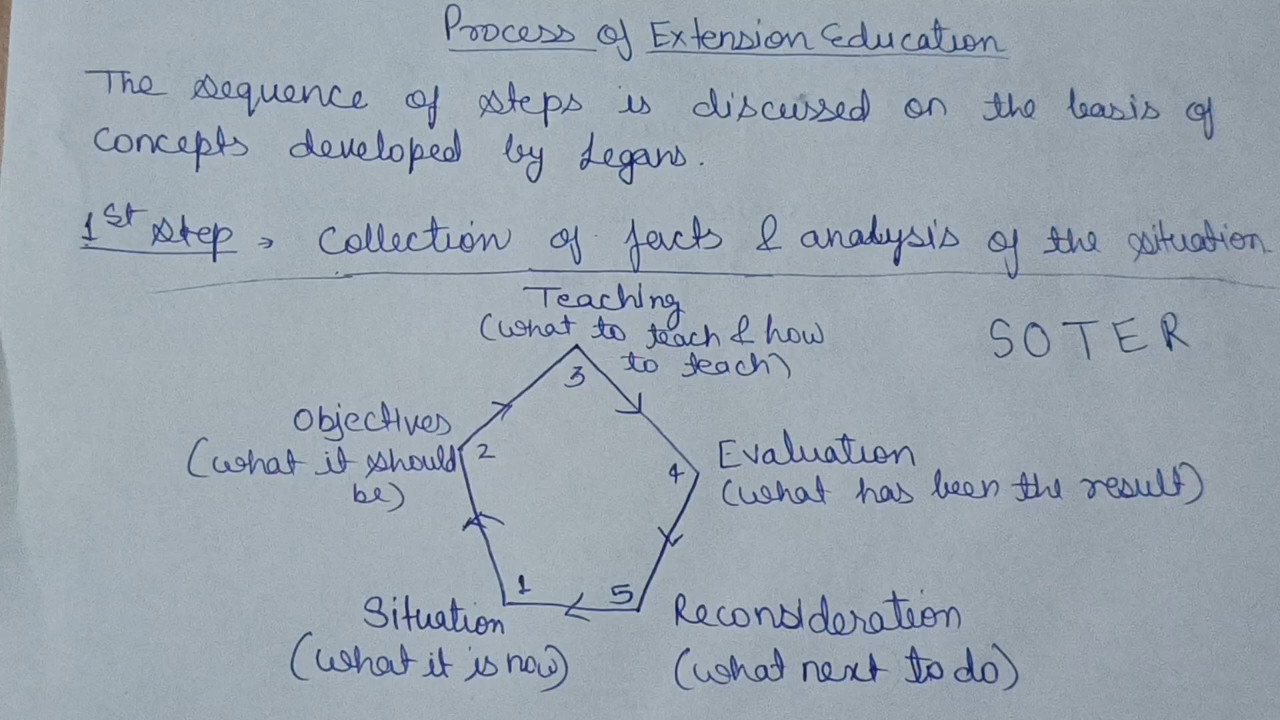 Process of Extension Education
The sequence of steps is discussed on the basis of
concepts developed by Legans.
1st step → Collection of facts & analysis of the situation
Teaching
(what to teach & how
to teach)
SOTER
3
Objectives
(what it should
be)
2
4
Evaluation
(what has been the result)
1
5
Situation
(what it is now)
Reconsideration
(what next to do)